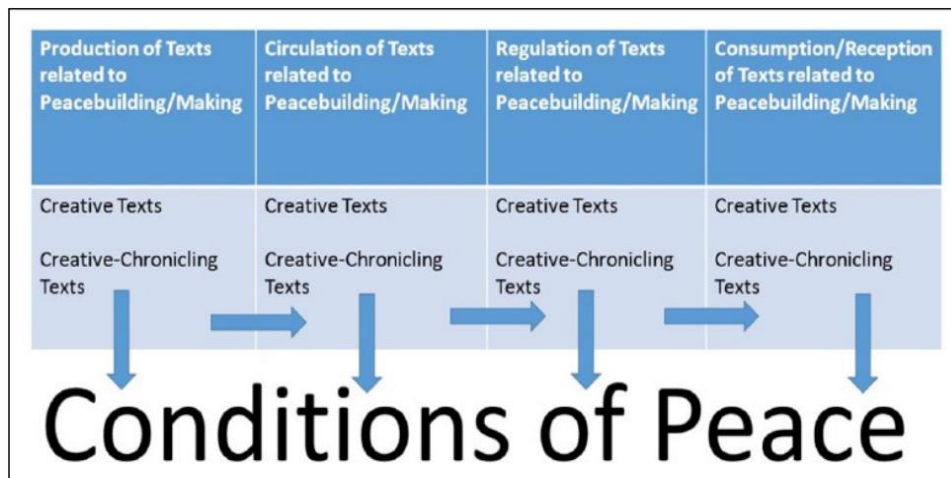 Production of Texts
related to
Peacebuilding/Making
Circulation of Texts
related to
Peacebuilding/Making
Regulation of Texts
related to
Peacebuilding/Making
Consumption/Reception
of Texts related to
Peacebuilding/Making
Creative Texts
Creative-Chronicling
Texts
Creative Texts
Creative-Chronicling
Texts
Creative Texts
Creative-Chronicling
Texts
Creative Texts
Creative-Chronicling
Texts
Conditions of Peace